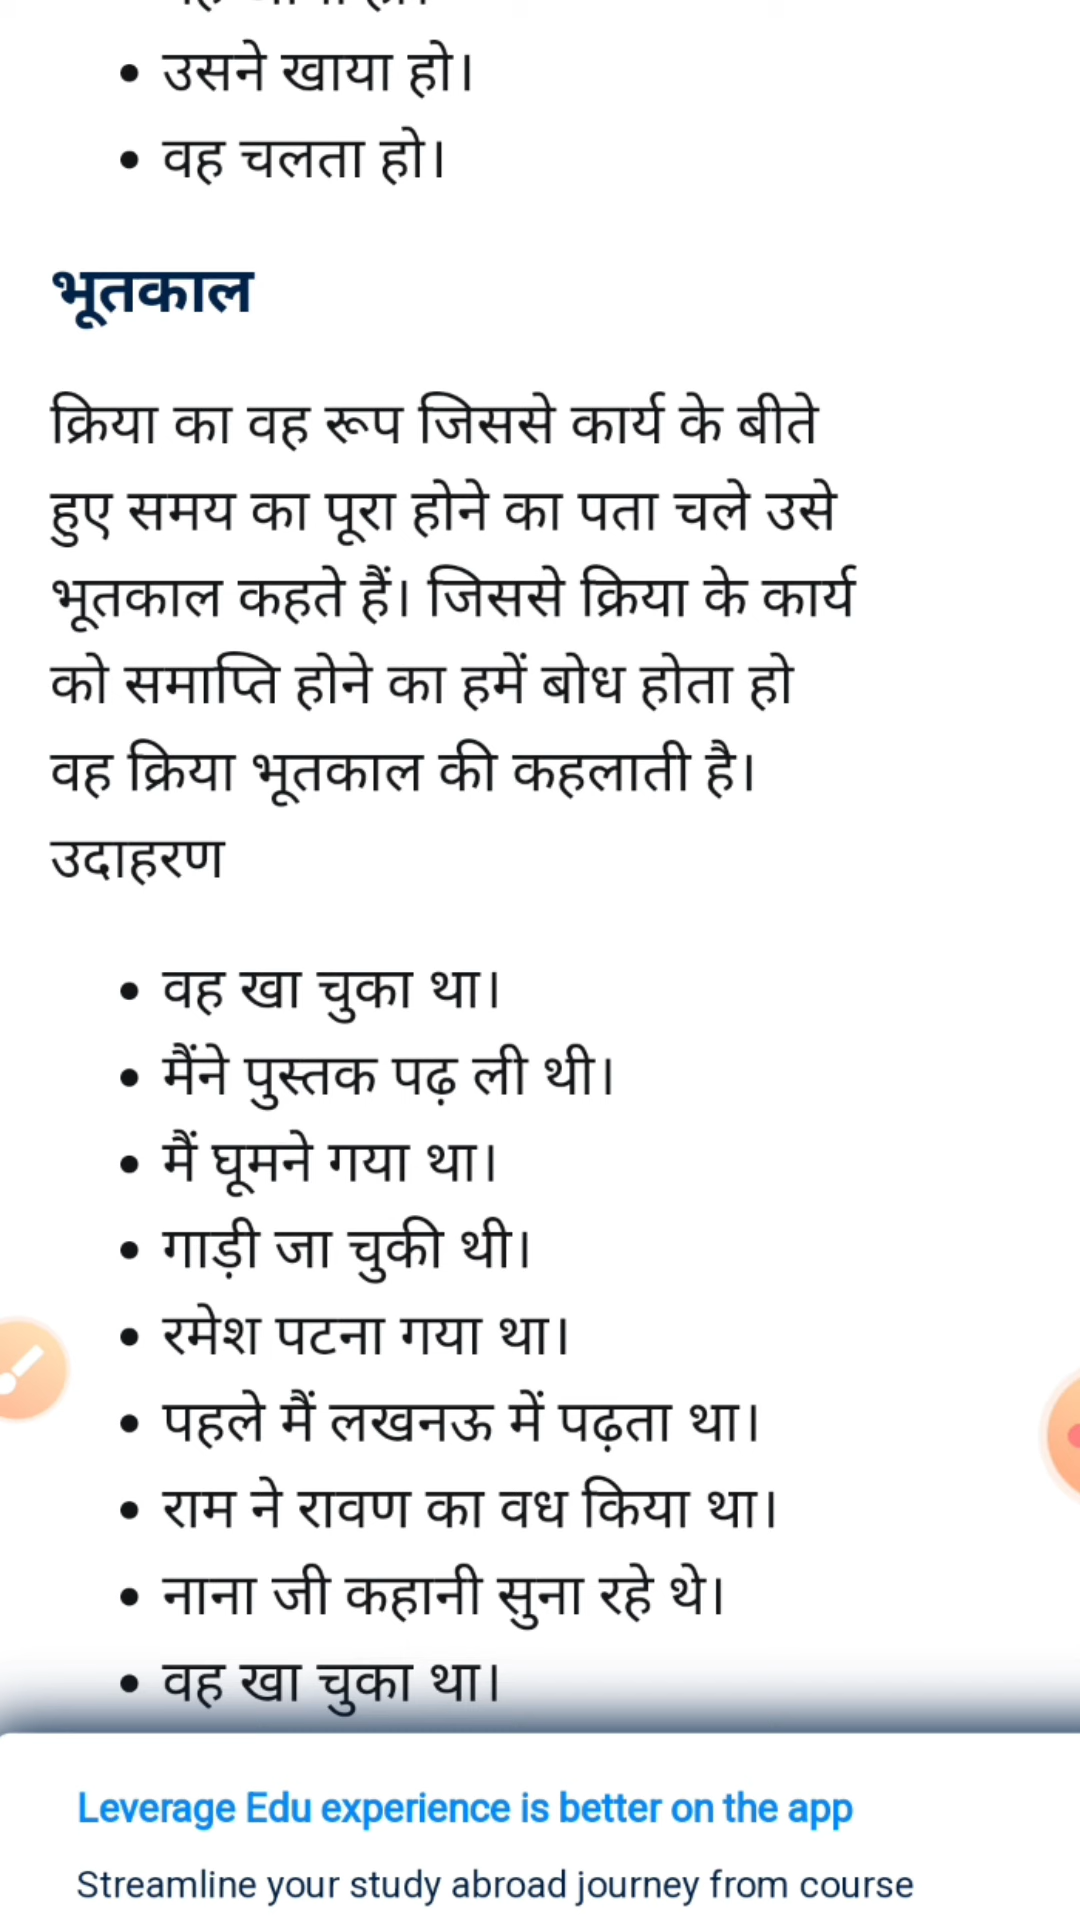 • उसने खाया हो।
• वह चलता हो।
भूतकाल
क्रिया का वह रूप जिससे कार्य के बीते
हुए समय का पूरा होने का पता चले उसे
भूतकाल कहते हैं। जिससे क्रिया के कार्य
को समाप्ति होने का हमें बोध होता हो
वह क्रिया भूतकाल की कहलाती है।
उदाहरण
• वह खा चुका था।
• मैंने पुस्तक पढ़ ली थी।
• मैं घूमने गया था।
• गाड़ी जा चुकी थी।
• रमेश पटना गया था।
• पहले मैं लखनऊ में पढ़ता था।
• राम ने रावण का वध किया था।
• नाना जी कहानी सुना रहे थे।
• वह खा चुका था।
Leverage Edu experience is better on the app
Streamline your study abroad journey from course